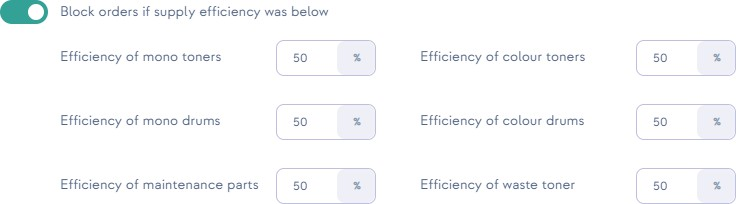 Block orders if supply efficiency was below
Efficiency of mono toners 50 % Efficiency of colour toners 50 %
Efficiency of mono drums 50 % Efficiency of colour drums 50 %
Efficiency of maintenance parts 50 % Efficiency of waste toner 50 %